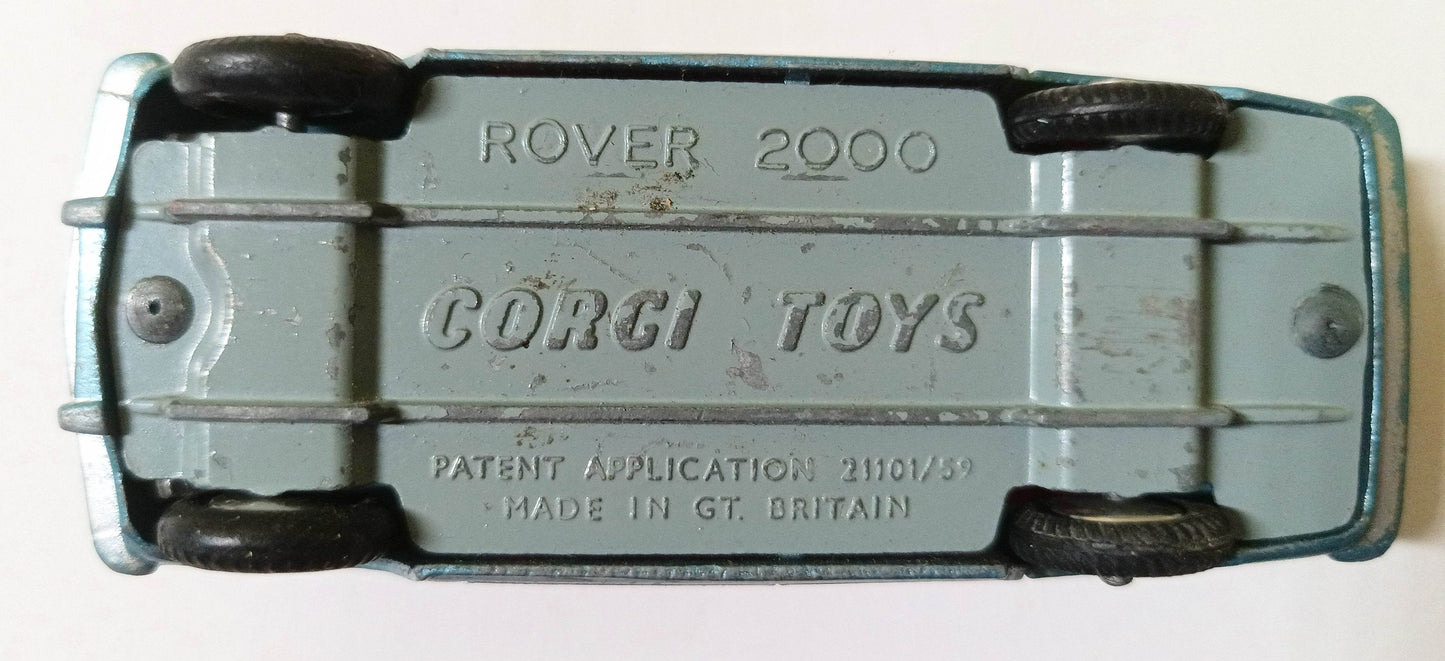 ROVER 2000
CORGI TOYS
PATENT APPLICATION 21101/59
MADE IN GT. BRITAIN